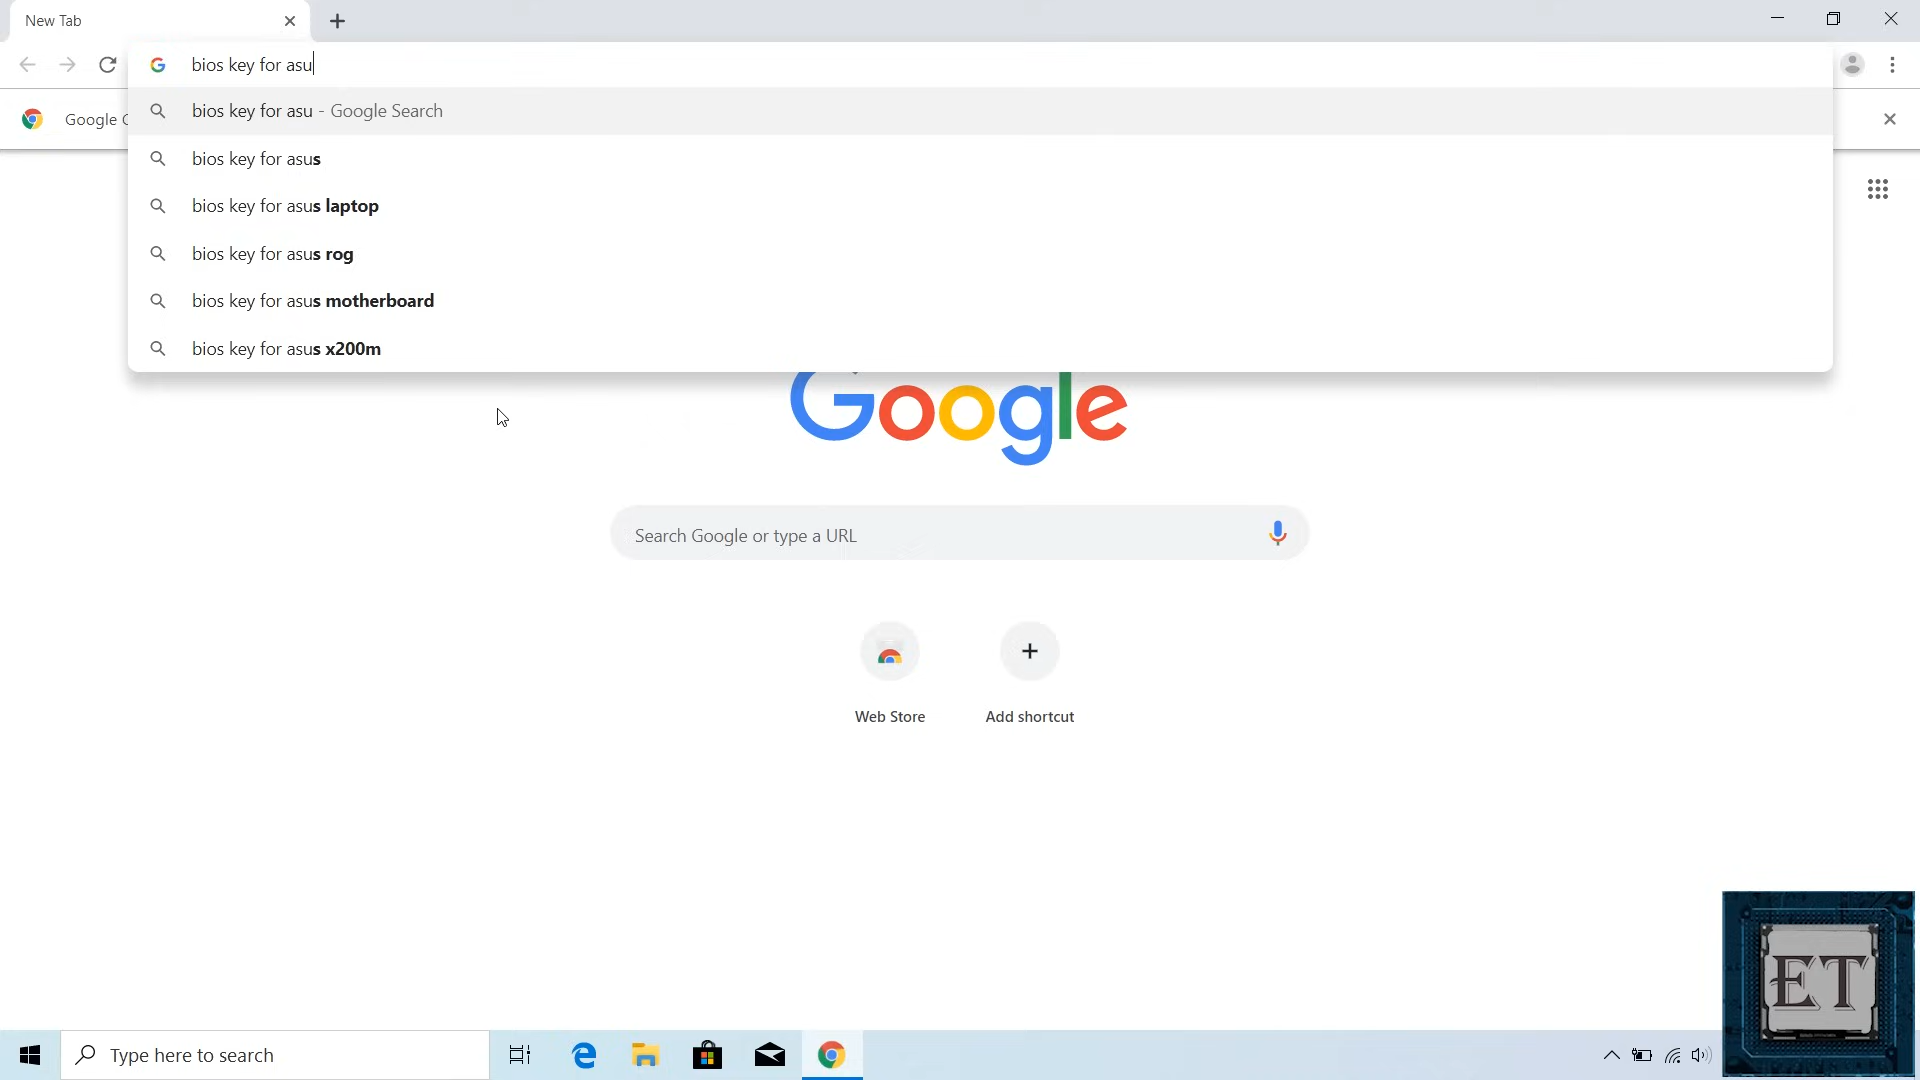 New Tab
bios key for asu
bios key for asu - Google Search
Google C
bios key for asus
bios key for asus laptop
bios key for asus rog
bios key for asus motherboard
bios key for asus x200m
Google
Search Google or type a URL
Web Store
Add shortcut
ET
Type here to search